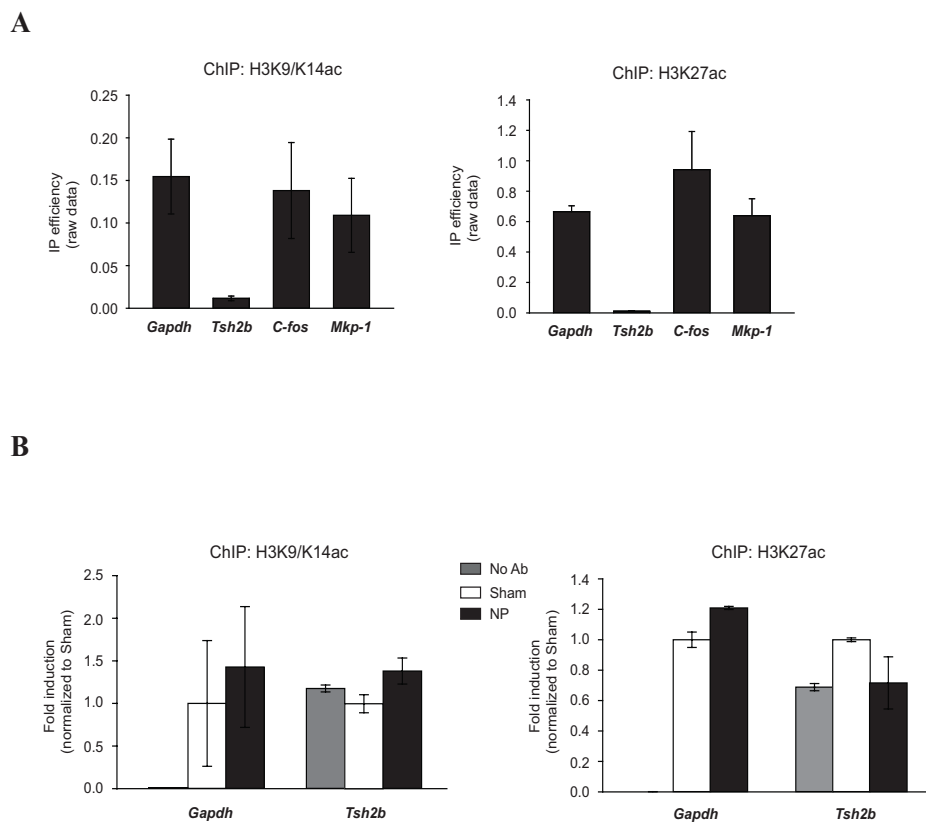 A
ChIP: H3K9/K14ac
IP efficiency
(raw data)
0.25
0.20
0.15
0.10
0.05
0.00
Gapdh Tsh2b C-fos Mkp-1
ChIP: H3K27ac
IP efficiency
(raw data)
1.4
1.2
1.0
0.8
0.6
0.4
0.2
0.0
Gapdh Tsh2b C-fos Mkp-1
B
ChIP: H3K9/K14ac
Fold induction
(normalized to Sham)
2.5
2.0
1.5
1.0
0.5
0.0
Gapdh Tsh2b
No Ab
Sham
NP
ChIP: H3K27ac
Fold induction
(normalized to Sham)
1.4
1.2
1.0
0.8
0.6
0.4
0.2
0.0
Gapdh Tsh2b